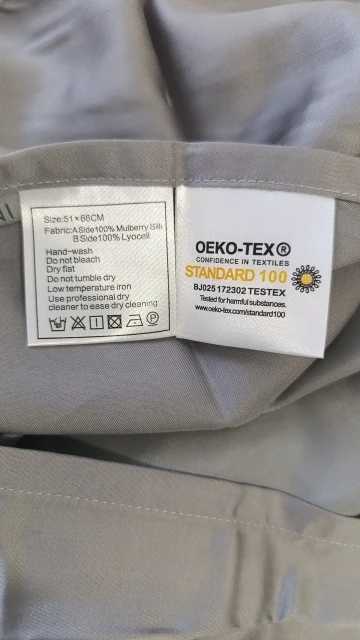 Size:51×66CM
Fabric:ASide100% Mulberry Silk
BSide100% Lyocell
Hand-wash
Do not bleach
Dry flat
Do not tumble dry
Low temperature iron
Use professional dry
cleaner to ease dry cleaning
OEKO-TEX®
CONFIDENCE IN TEXTILES
STANDARD 100
BJ025 172302 TESTEX
Tested for harmful substances.
www.oeko-tex.com/standard100